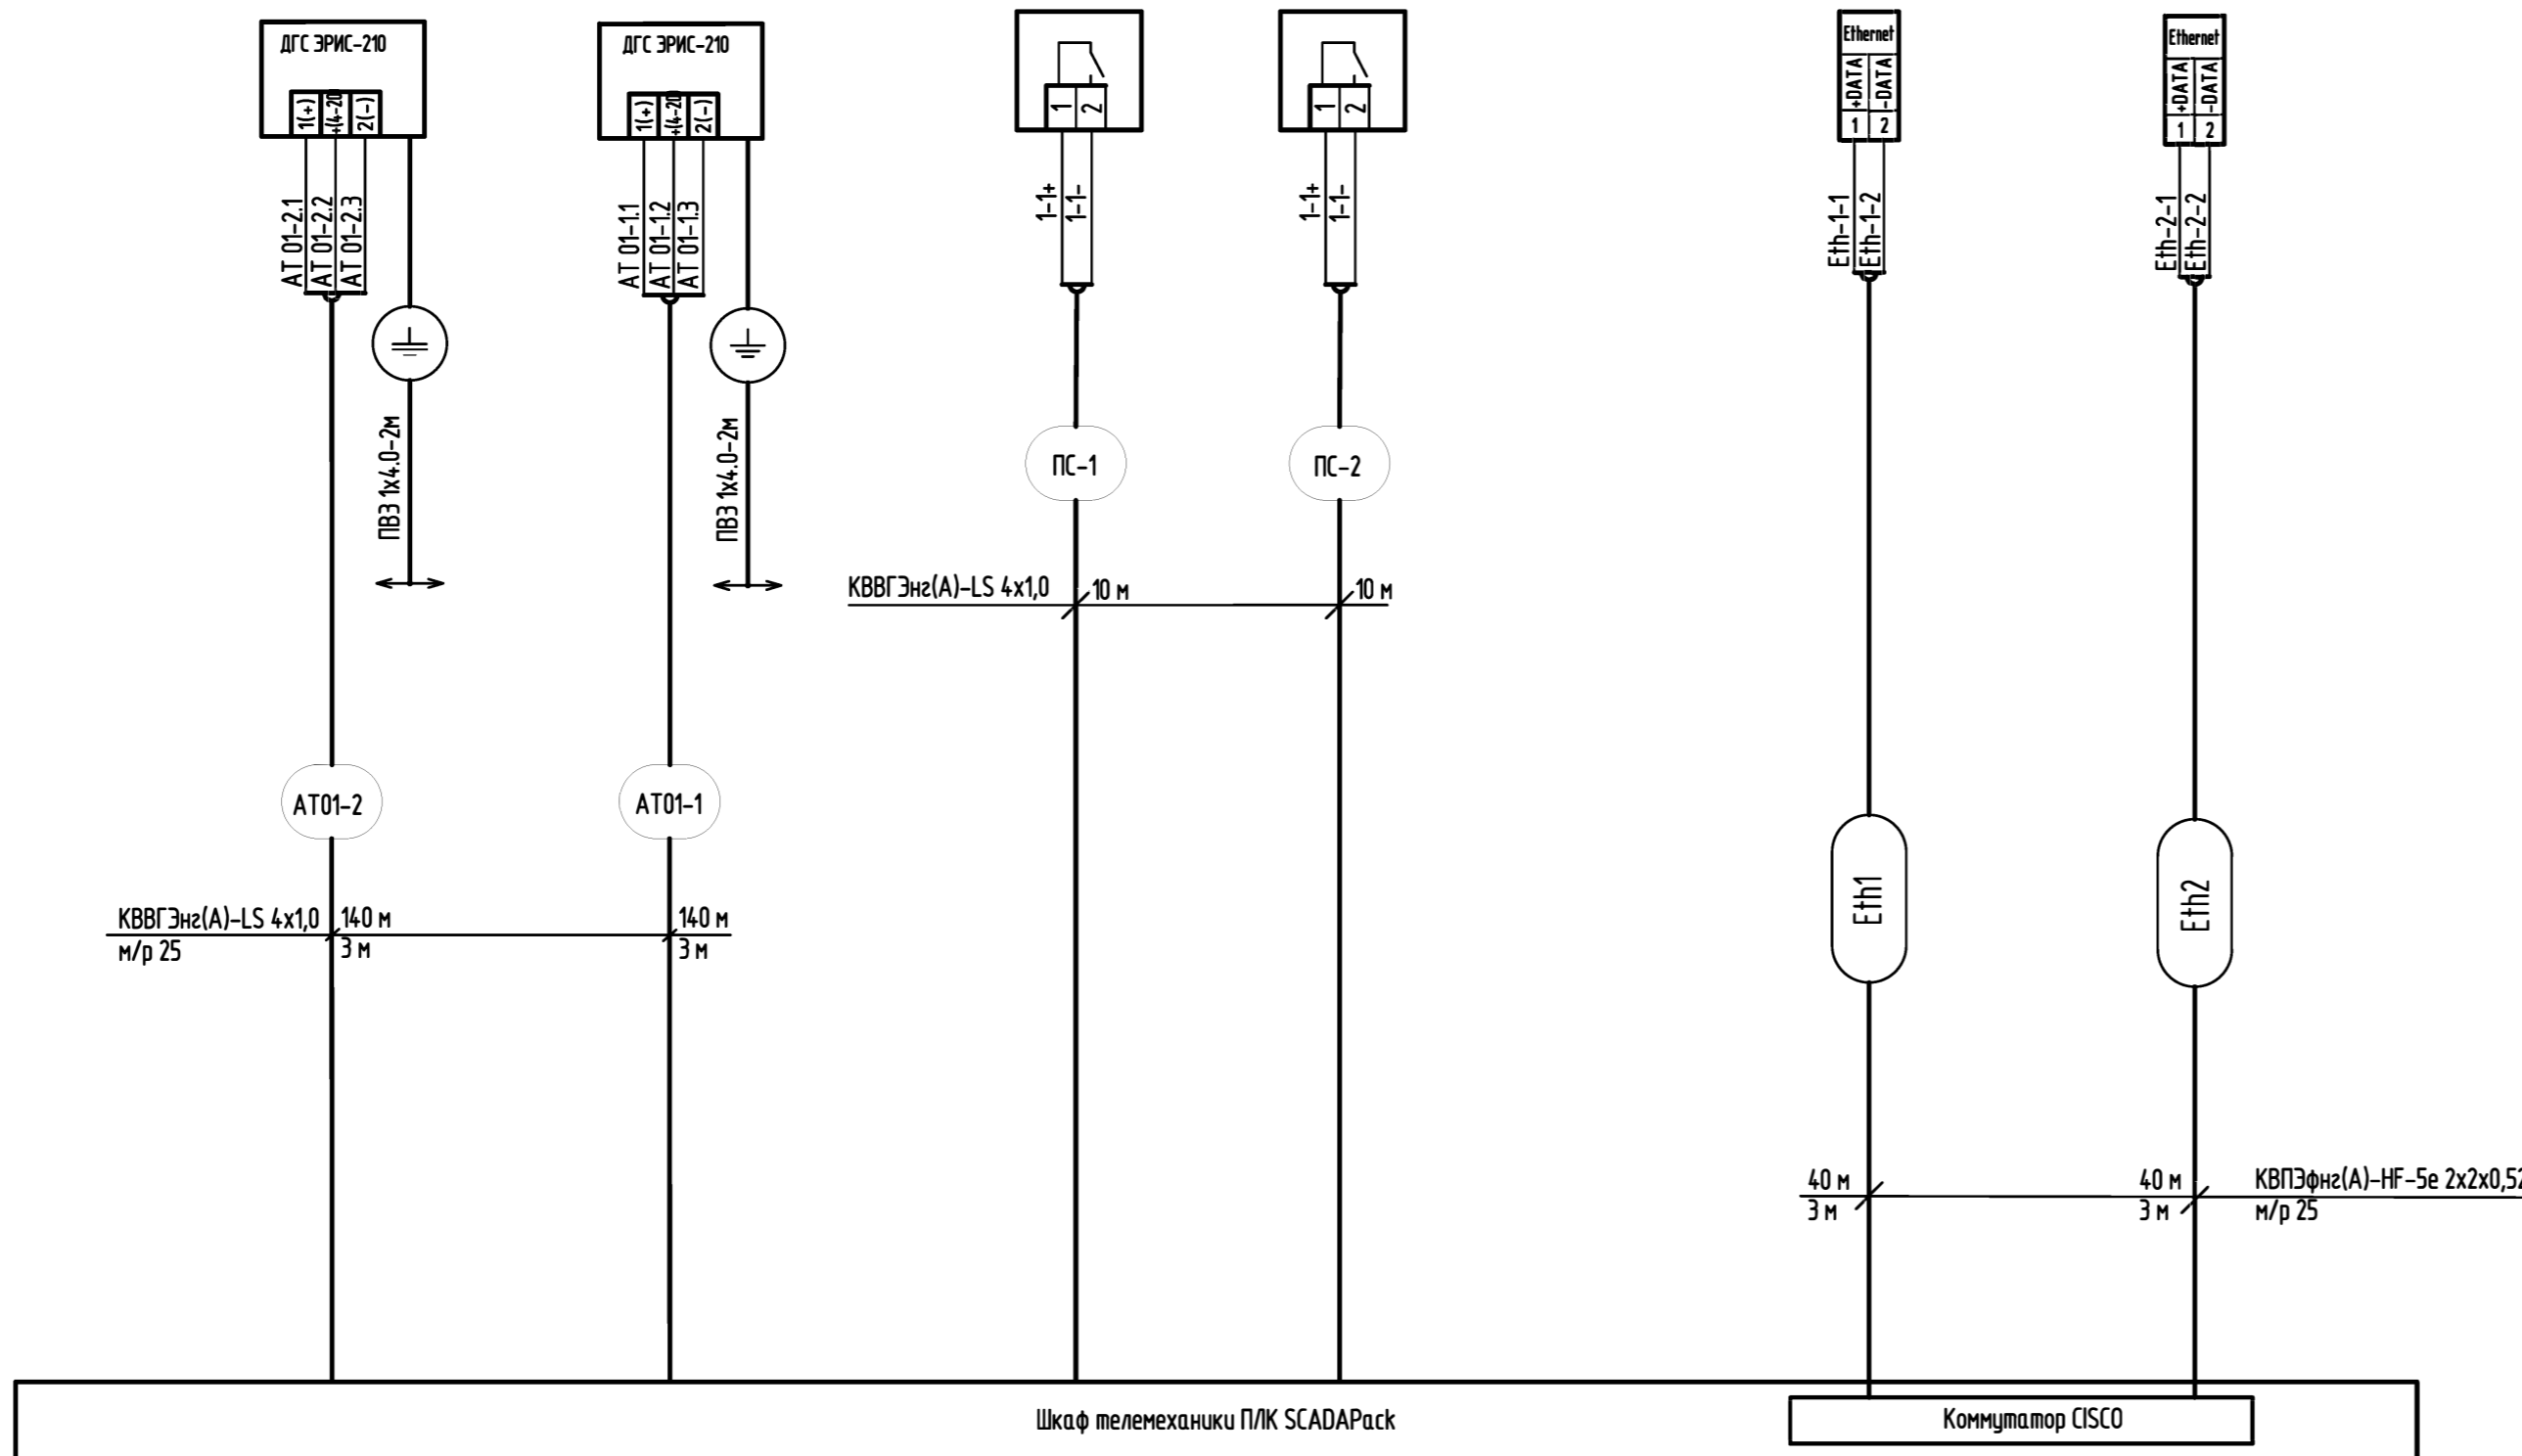 ДГС ЭРИС-210
1(+)
+(4-20)
2(-)
АТ 01-2.1
АТ 01-2.2
АТ 01-2.3
ПВЗ 1х4.0-2м
АТ01-2
ДГС ЭРИС-210
1(+)
+(4-20)
2(-)
АТ 01-1.1
АТ 01-1.2
АТ 01-1.3
ПВЗ 1х4.0-2м
АТ01-1
КВВГЭнг(А)-LS 4х1,0 140 м 140 м
м/р 25 3 м 3 м
1 2
1-1+
1-1-
ПС-1
1 2
1-1+
1-1-
ПС-2
КВВГЭнг(А)-LS 4х1,0 10 м 10 м
Ethernet
+DATA
-DATA
1 2
Eth-1-1
Eth-1-2
Eth1
Ethernet
+DATA
-DATA
1 2
Eth-2-1
Eth-2-2
Eth2
40 м 40 м КВПЭфнг(А)-HF-5е 2х2х0,52
3 м 3 м м/р 25
Шкаф телемеханики ПЛК SCADAPack
Коммутатор CISCO